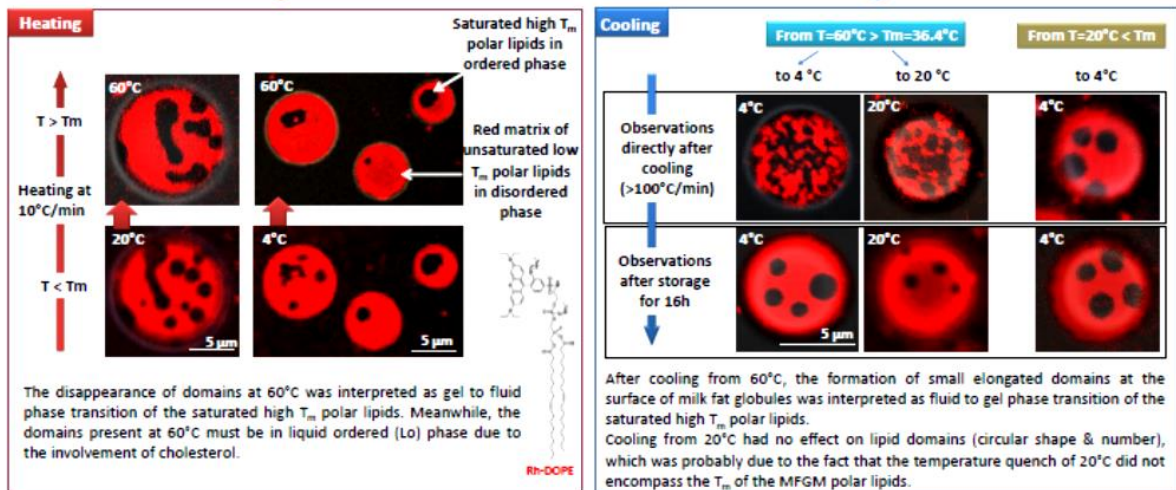 Heating
Saturated high Tm
polar lipids in
ordered phase
60°C
60°C
T > Tm
Red matrix of
unsaturated low
Tm polar lipids
in disordered
phase
Heating at
10°C/min
20°C
4°C
T < Tm
5 µm
5 µm
The disappearance of domains at 60°C was interpreted as gel to fluid
phase transition of the saturated high Tm polar lipids. Meanwhile, the
domains present at 60°C must be in liquid ordered (Lo) phase due to
the involvement of cholesterol.
Rh-DOPE
Cooling
From T=60°C > Tm=36.4°C
From T=20°C < Tm
to 4 °C
to 20 °C
to 4°C
Observations
directly after
cooling
(>100°C/min)
4°C
20°C
4°C
Observations
after storage
for 16h
4°C
20°C
4°C
5 µm
After cooling from 60°C, the formation of small elongated domains at the
surface of milk fat globules was interpreted as fluid to gel phase transition of the
saturated high Tm polar lipids.
Cooling from 20°C had no effect on lipid domains (circular shape & number),
which was probably due to the fact that the temperature quench of 20°C did not
encompass the Tm of the MFGM polar lipids.